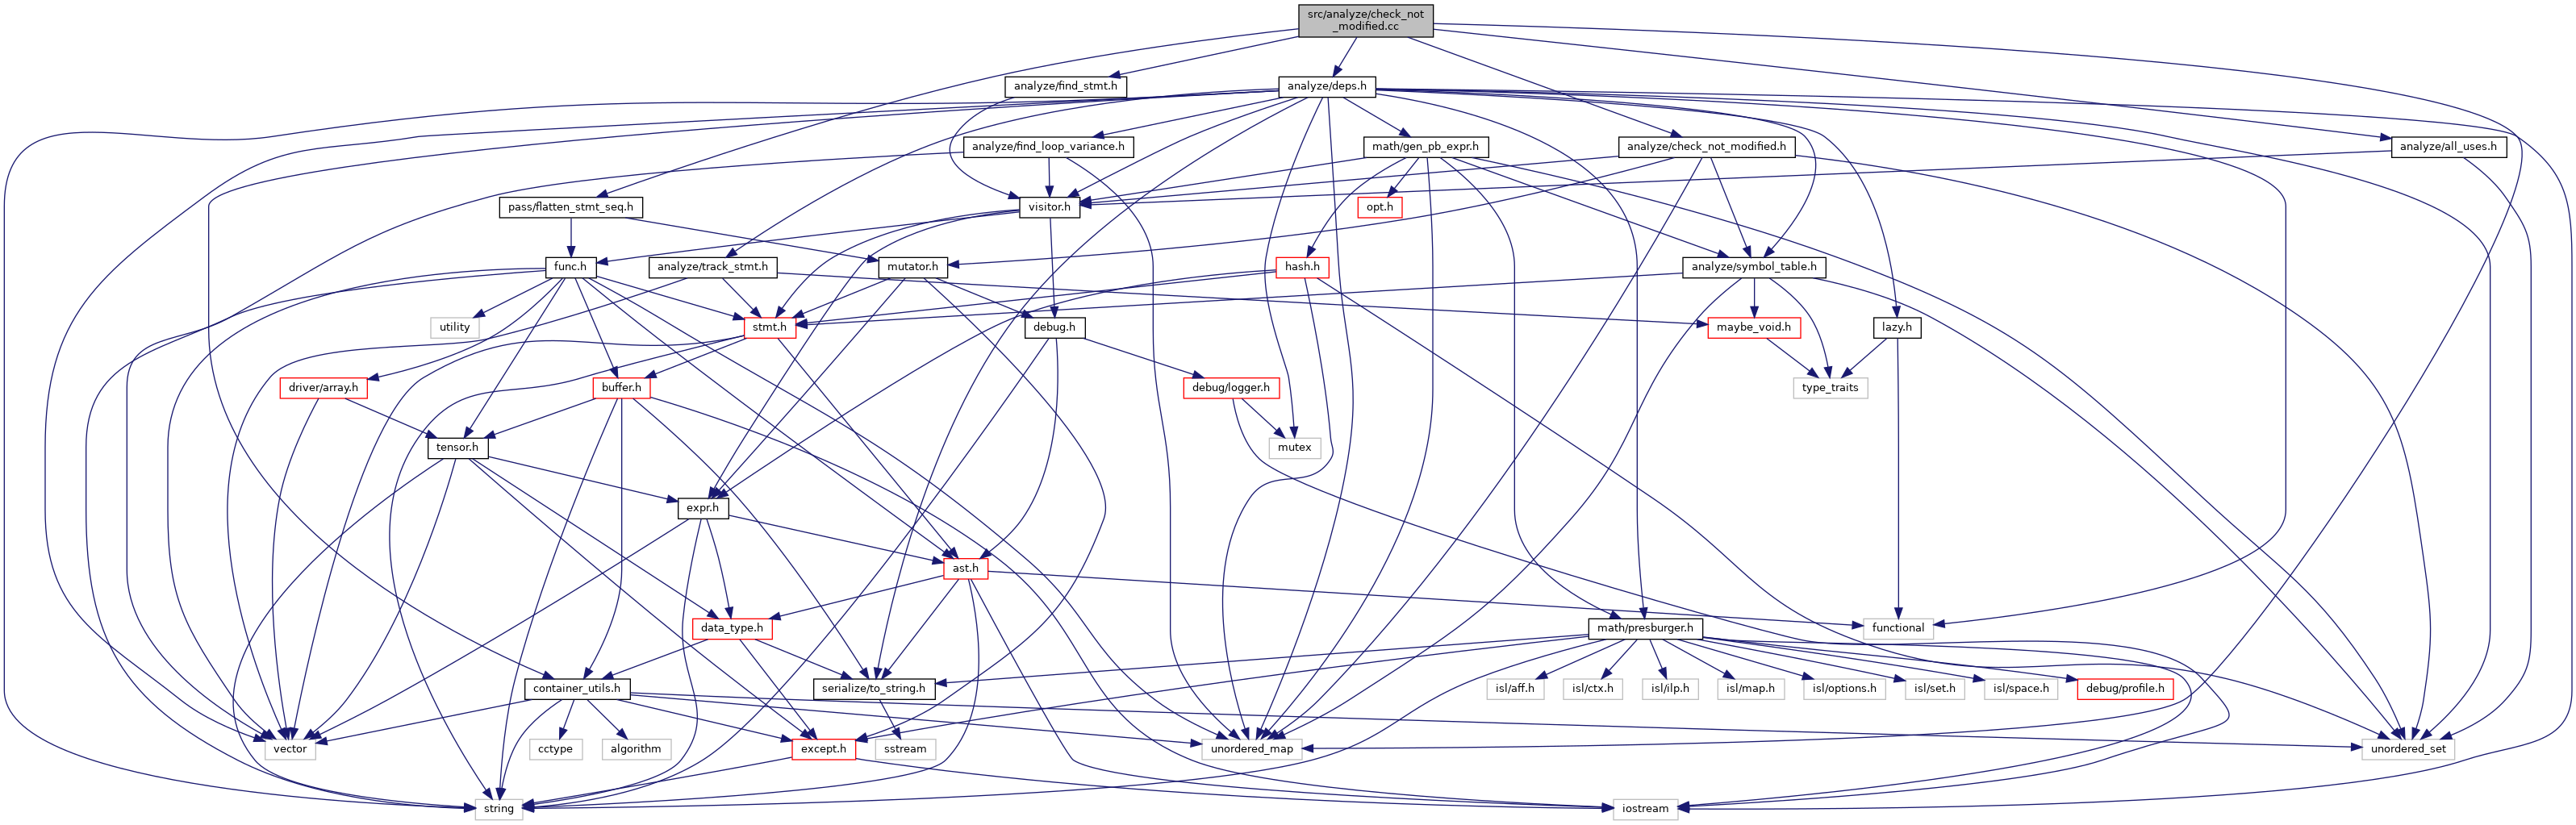 src/analyze/check_not
_modified.cc
analyze/find_stmt.h
analyze/deps.h
analyze/find_loop_variance.h
math/gen_pb_expr.h
analyze/check_not_modified.h
analyze/all_uses.h
pass/flatten_stmt_seq.h
visitor.h
opt.h
func.h
analyze/track_stmt.h
mutator.h
hash.h
analyze/symbol_table.h
utility
stmt.h
debug.h
maybe_void.h
lazy.h
driver/array.h
buffer.h
debug/logger.h
type_traits
tensor.h
mutex
expr.h
ast.h
data_type.h
math/presburger.h
functional
container_utils.h
serialize/to_string.h
isl/aff.h
isl/ctx.h
isl/ilp.h
isl/map.h
isl/options.h
isl/set.h
isl/space.h
debug/profile.h
vector
cctype
algorithm
except.h
sstream
unordered_map
unordered_set
string
iostream